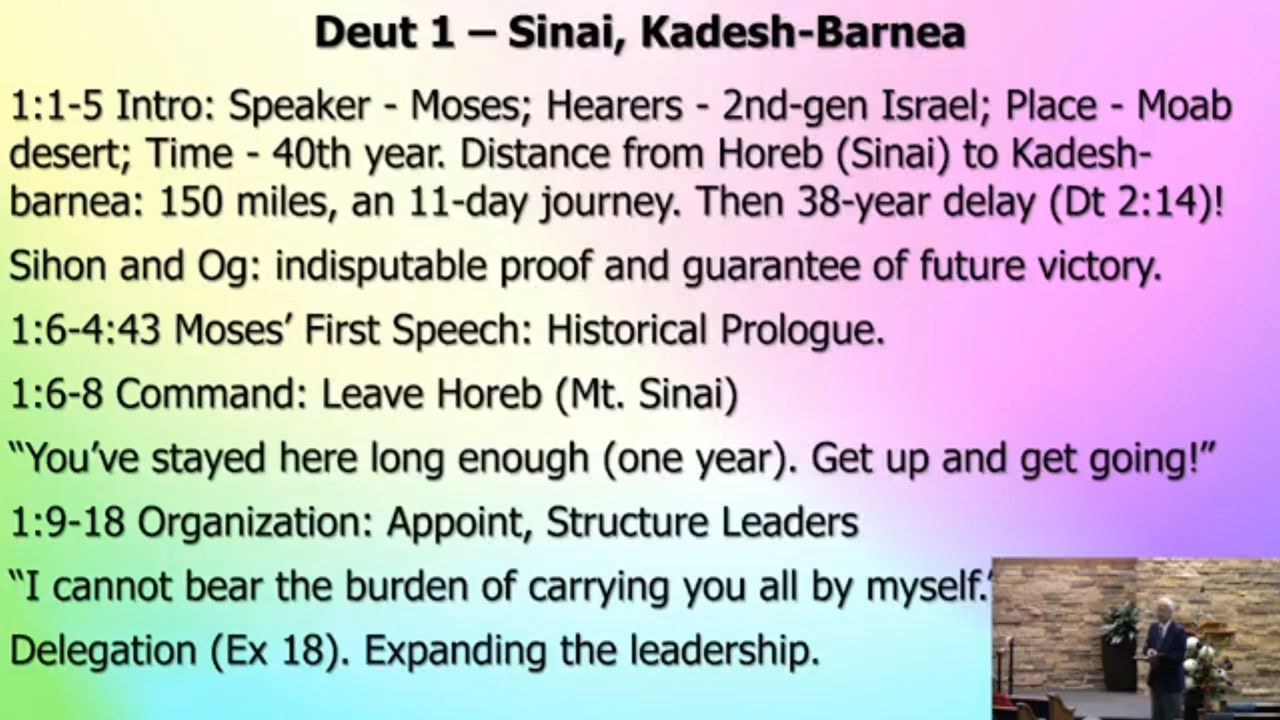 Deut 1 – Sinai, Kadesh-Barnea
1:1-5 Intro: Speaker - Moses; Hearers - 2nd-gen Israel; Place - Moab
desert; Time - 40th year. Distance from Horeb (Sinai) to Kadesh-
barnea: 150 miles, an 11-day journey. Then 38-year delay (Dt 2:14)!
Sihon and Og: indisputable proof and guarantee of future victory.
1:6-4:43 Moses’ First Speech: Historical Prologue.
1:6-8 Command: Leave Horeb (Mt. Sinai)
“You’ve stayed here long enough (one year). Get up and get going!”
1:9-18 Organization: Appoint, Structure Leaders
“I cannot bear the burden of carrying you all by myself.”
Delegation (Ex 18). Expanding the leadership.